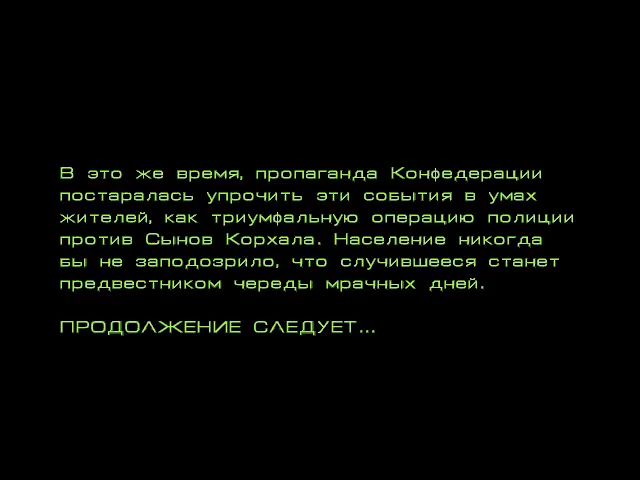 В это же время, пропаганда Конфедерации
постаралась упрочить эти события в умах
жителей, как триумфальную операцию полиции
против Сынов Корхала. Население никогда
бы не заподозрило, что случившееся станет
предвестником череды мрачных дней.
ПРОДОЛЖЕНИЕ СЛЕДУЕТ...